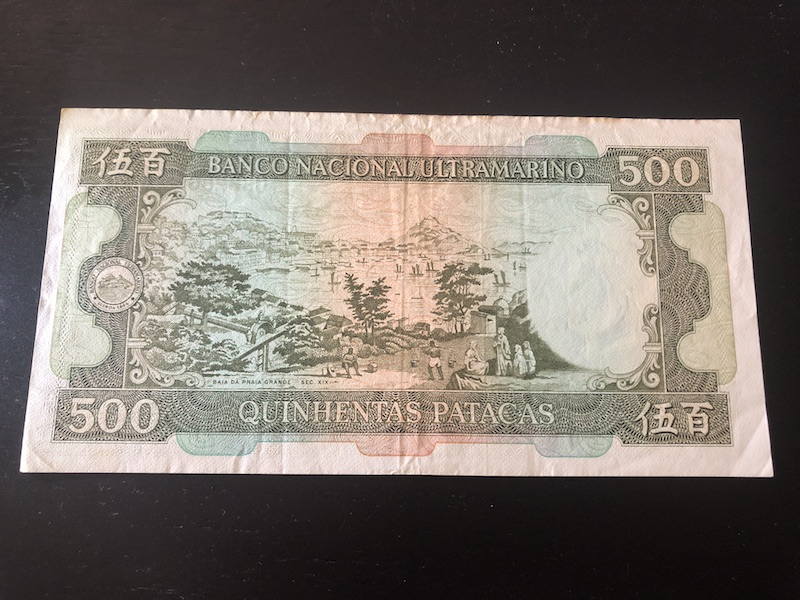 伍百
BANCO NACIONAL ULTRAMARINO
500
BAIA DA PRAIA GRANDE - SEC. XIX
500
QUINHENTAS PATACAS
伍百